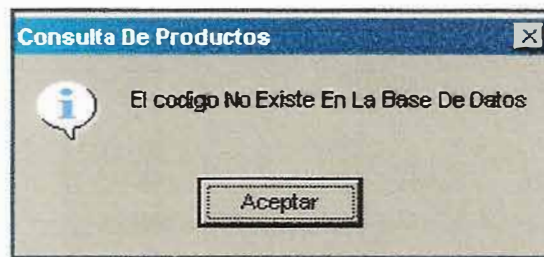 Consulta De Productos
El codigo No Existe En La Base De Datos
Aceptar